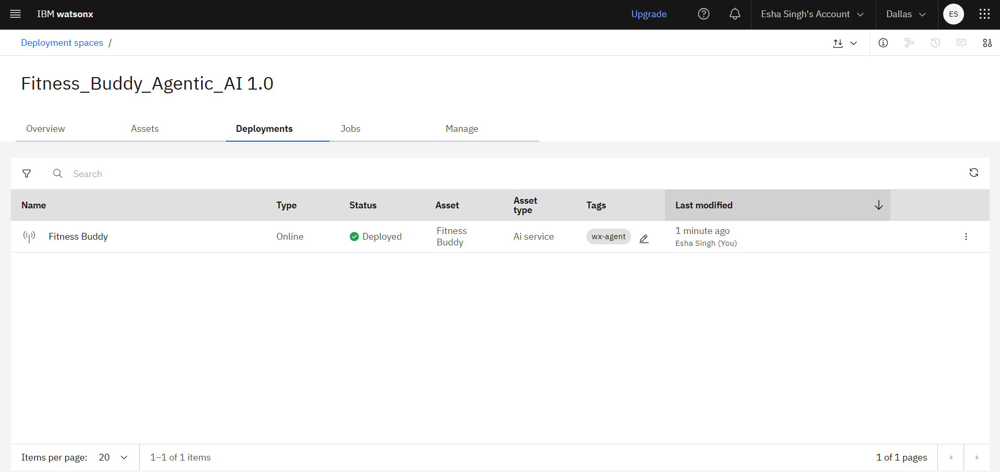 IBM watsonx
Upgrade
Esha Singh's Account
Dallas
ES
Deployment spaces /
Fitness_Buddy_Agentic_AI 1.0
Overview
Assets
Deployments
Jobs
Manage
Search
Name
Type
Status
Asset
Asset
type
Tags
Last modified
Fitness Buddy
Online
Deployed
Fitness
Buddy
Ai service
wx-agent
1 minute ago
Esha Singh (You)
Items per page: 20
1–1 of 1 items
1 of 1 pages